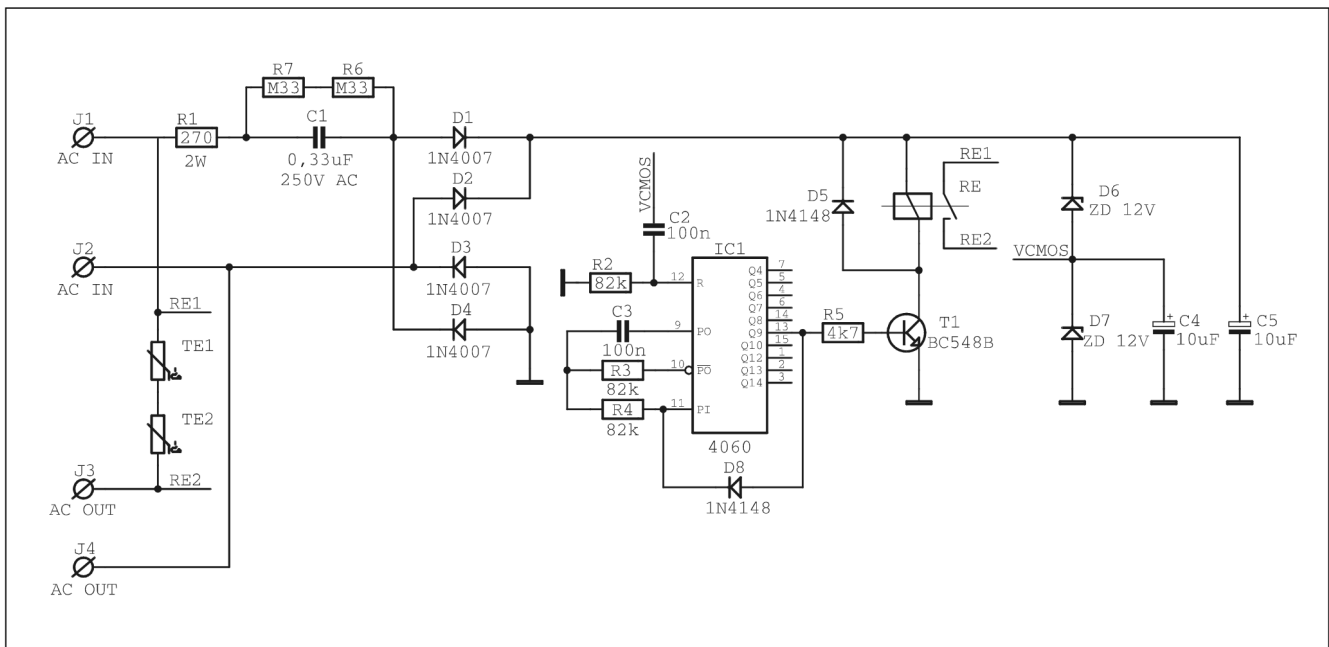 R7
M33
R6
M33
J1
AC IN
R1
270
2W
C1
0,33uF
250V AC
D1
1N4007
D2
1N4007
J2
AC IN
D3
1N4007
D4
1N4007
RE1
TE1
TE2
RE2
J3
AC OUT
J4
AC OUT
VCMOS
C2
100n
R2
82k
C3
100n
R3
82k
R4
82k
IC1
12
R
9
PO
10
PO
11
PI
Q4
7
Q5
5
Q6
4
Q7
6
Q8
14
Q9
13
Q10
15
Q12
1
Q13
2
Q14
3
4060
D8
1N4148
R5
4k7
T1
BC548B
D5
1N4148
RE1
RE
RE2
D6
ZD 12V
VCMOS
D7
ZD 12V
+
C4
10uF
+
C5
10uF